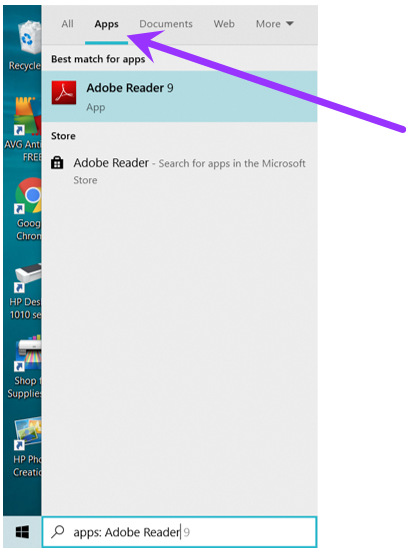 All Apps Documents Web More
Best match for apps
Adobe Reader 9
App
Store
Adobe Reader - Search for apps in the Microsoft
Store
Recycle
AVG Ant
FREE
Goog
Chron
HP Des
1010 se
Shop f
Supplies
HP Pho
Creatio
apps: Adobe Reader 9